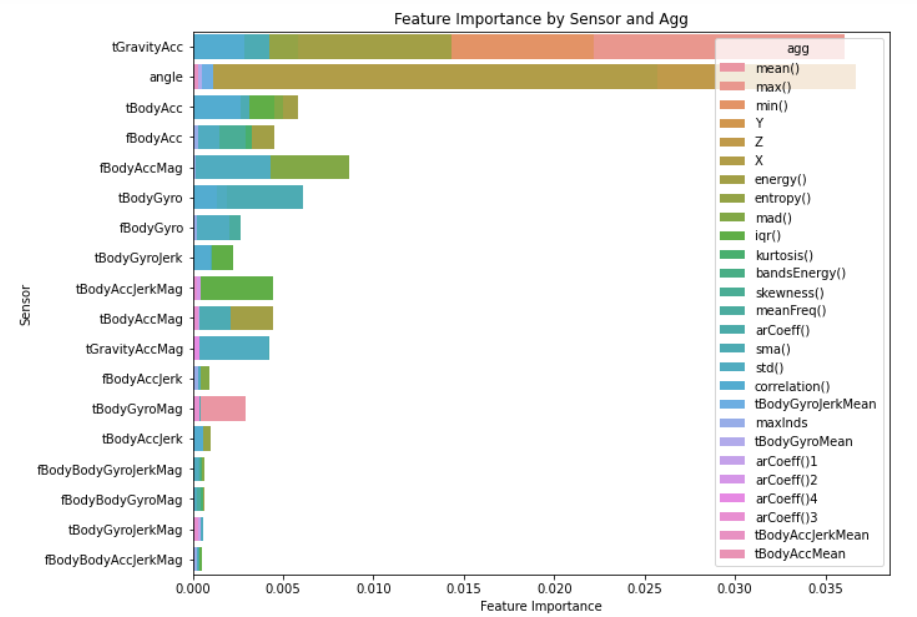 Feature Importance by Sensor and Agg
Sensor
tGravityAcc
angle
tBodyAcc
fBodyAcc
fBodyAccMag
tBodyGyro
fBodyGyro
tBodyGyroJerk
tBodyAccJerkMag
tBodyAccMag
tGravityAccMag
fBodyAccJerk
tBodyGyroMag
tBodyAccJerk
fBodyBodyGyroJerkMag
fBodyBodyGyroMag
tBodyGyroJerkMag
fBodyBodyAccJerkMag
agg
mean()
max()
min()
Y
Z
X
energy()
entropy()
mad()
iqr()
kurtosis()
bandsEnergy()
skewness()
meanFreq()
arCoeff()
sma()
std()
correlation()
tBodyGyroJerkMean
maxInds
tBodyGyroMean
arCoeff()1
arCoeff()2
arCoeff()4
arCoeff()3
tBodyAccJerkMean
tBodyAccMean
0.000 0.005 0.010 0.015 0.020 0.025 0.030 0.035
Feature Importance